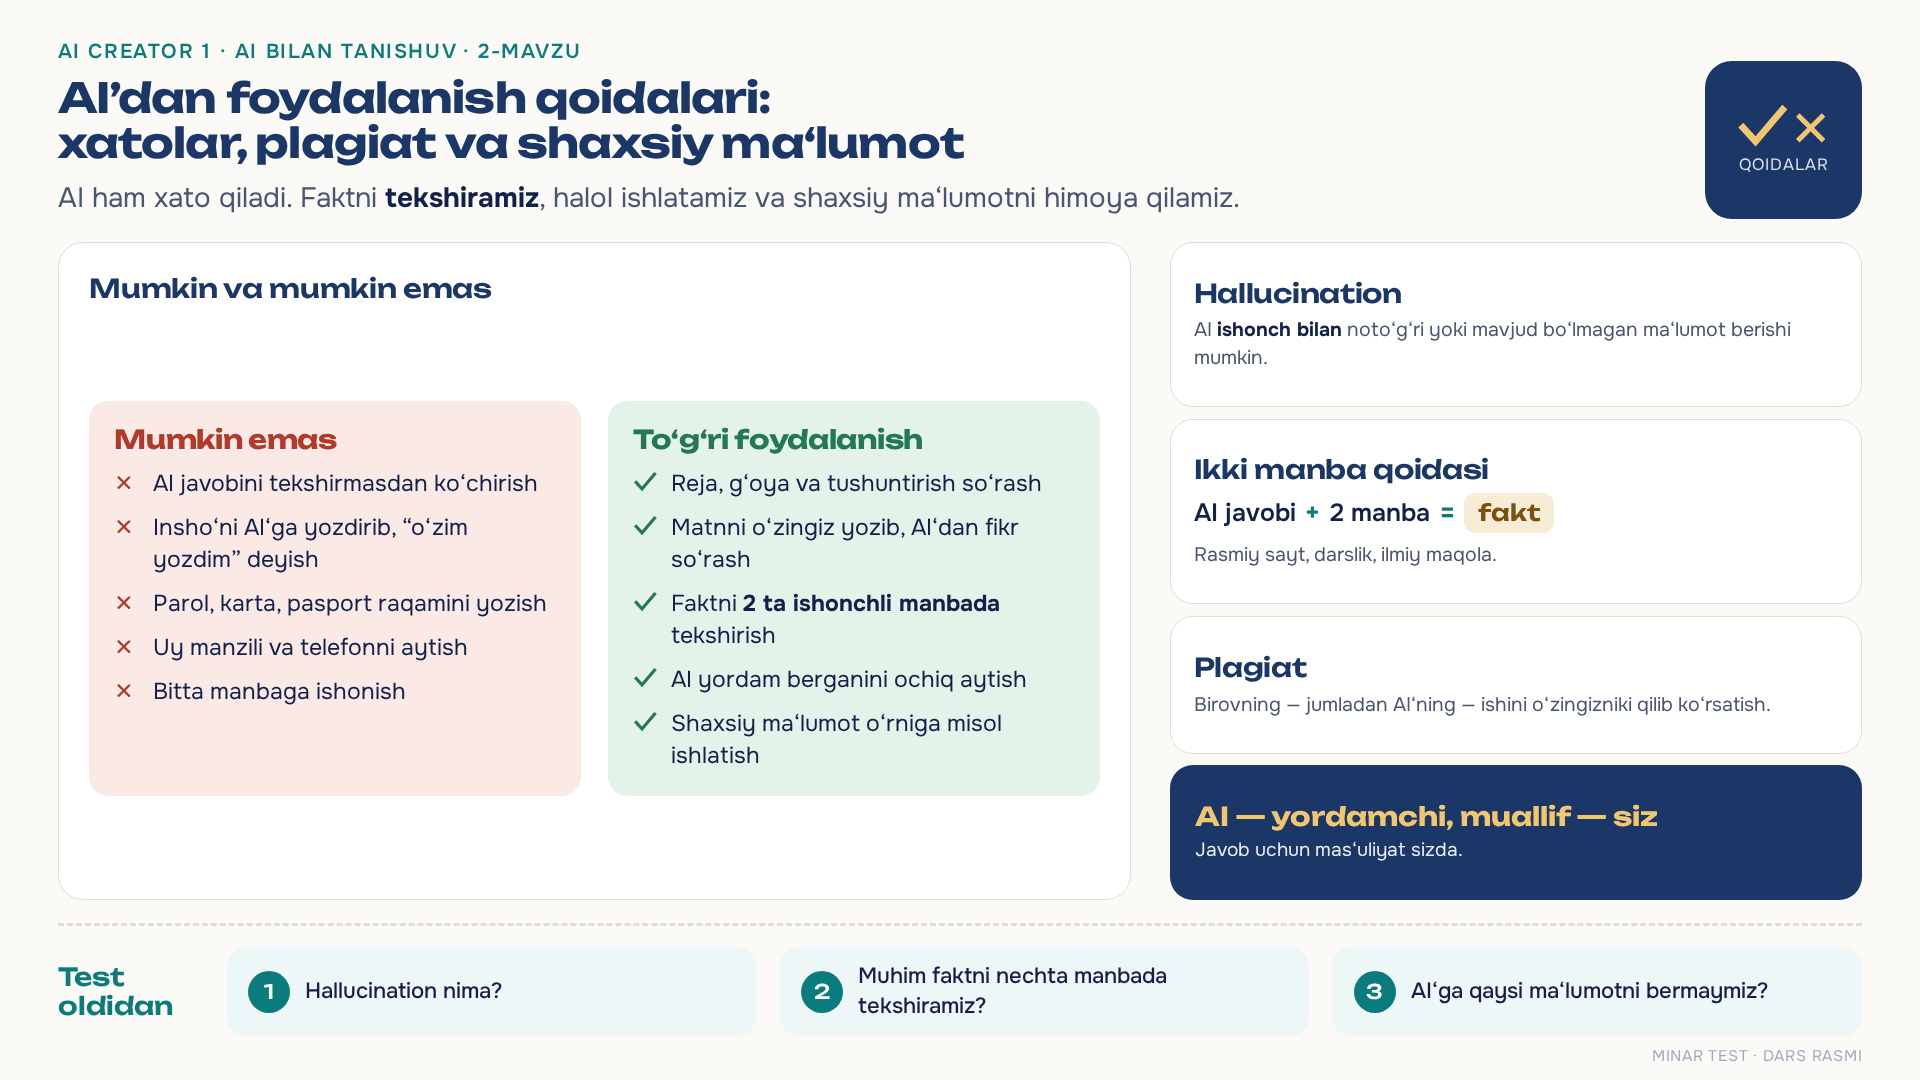 AI CREATOR 1 · AI BILAN TANISHUV · 2-MAVZU
AI’dan foydalanish qoidalari:
xatolar, plagiat va shaxsiy ma‘lumot
AI ham xato qiladi. Faktni tekshiramiz, halol ishlatamiz va shaxsiy ma‘lumotni himoya qilamiz.
QOIDALAR
Mumkin va mumkin emas
Mumkin emas
✕ AI javobini tekshirmasdan ko‘chirish
✕ Insho‘ni AI‘ga yozdirib, “o‘zim
yozdim” deyish
✕ Parol, karta, pasport raqamini yozish
✕ Uy manzili va telefonni aytish
✕ Bitta manbaga ishonish
To‘g‘ri foydalanish
✓ Reja, g‘oya va tushuntirish so‘rash
✓ Matnni o‘zingiz yozib, AI‘dan fikr
so‘rash
✓ Faktni 2 ta ishonchli manbada
tekshirish
✓ AI yordam berganini ochiq aytish
✓ Shaxsiy ma‘lumot o‘rniga misol
ishlatish
Hallucination
AI ishonch bilan noto‘g‘ri yoki mavjud bo‘lmagan ma‘lumot berishi
mumkin.
Ikki manba qoidasi
AI javobi + 2 manba = fakt
Rasmiy sayt, darslik, ilmiy maqola.
Plagiat
Birovning — jumladan AI‘ning — ishini o‘zingizniki qilib ko‘rsatish.
AI — yordamchi, muallif — siz
Javob uchun mas‘uliyat sizda.
Test
oldidan
1 Hallucination nima?
2 Muhim faktni nechta manbada
tekshiramiz?
3 AI‘ga qaysi ma‘lumotni bermaymiz?
MINAR TEST · DARS RASMI